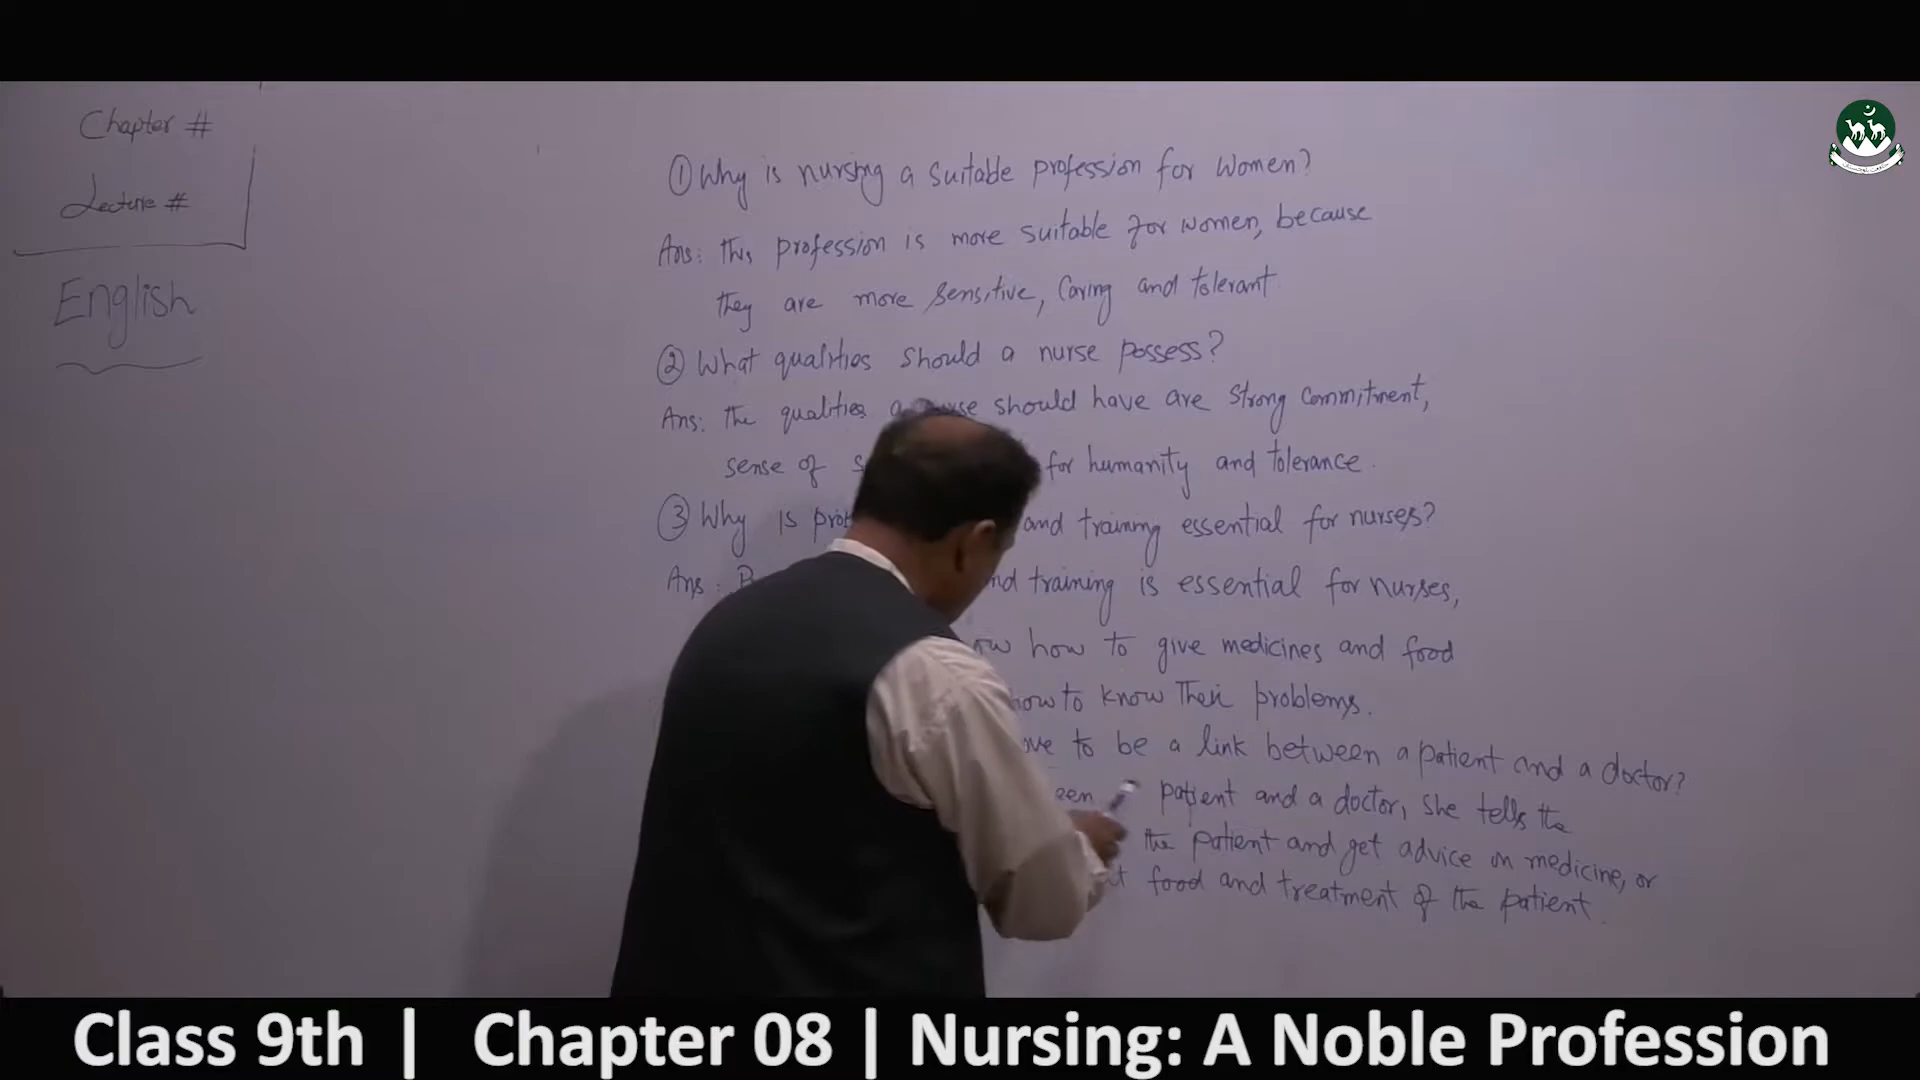 Chapter #
Lecture #
English
① Why is nursing a suitable profession for women?
Ans: this profession is more suitable for women, because
they are more sensitive, Caring and tolerant
② What qualities should a nurse possess?
Ans: the qualities a nurse should have are strong commitment,
sense of for humanity and tolerance.
③ Why is and training essential for nurses?
Ans: and training is essential for nurses,
how to give medicines and food
how to know their problems.
to be a link between a patient and a doctor?
patient and a doctor, she tells the
the patient and get advice on medicine, or
food and treatment of the patient.
Class 9th | Chapter 08 | Nursing: A Noble Profession